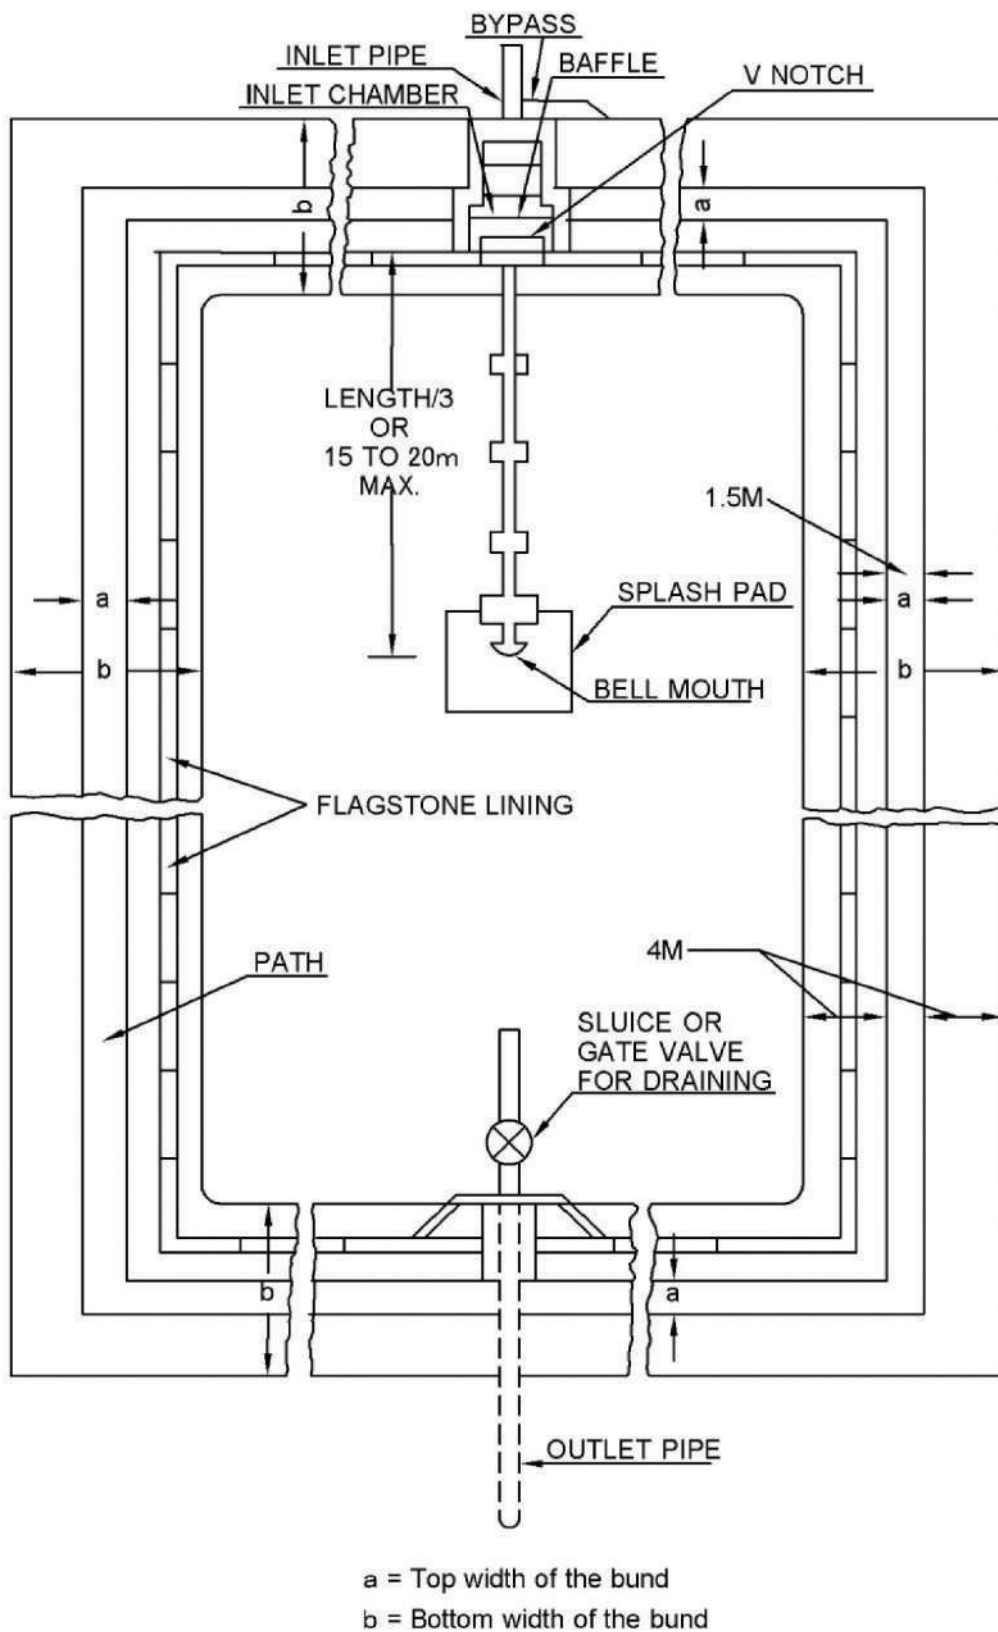 BYPASS
INLET PIPE
BAFFLE
V NOTCH
INLET CHAMBER
b
a
LENGTH/3
OR
15 TO 20m
MAX.
1.5M
a
SPLASH PAD
a
b
BELL MOUTH
b
FLAGSTONE LINING
PATH
4M
SLUICE OR
GATE VALVE
FOR DRAINING
b
a
OUTLET PIPE
a = Top width of the bund
b = Bottom width of the bund